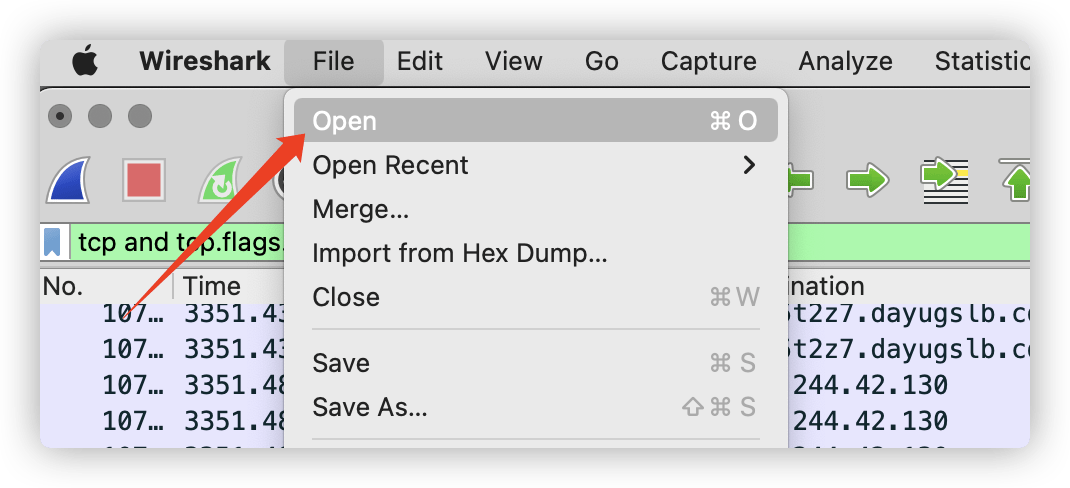 Wireshark File Edit View Go Capture Analyze Statistic
Open ⌘ O
Open Recent
Merge...
Import from Hex Dump...
Close ⌘ W
Save ⌘ S
Save As... ⇧ ⌘ S
tcp and tcp.flags.
No. Time ination
107… 3351.43 5t2z7.dayugslb.co
107… 3351.43 5t2z7.dayugslb.co
107… 3351.48 244.42.130
107… 3351.48 244.42.130